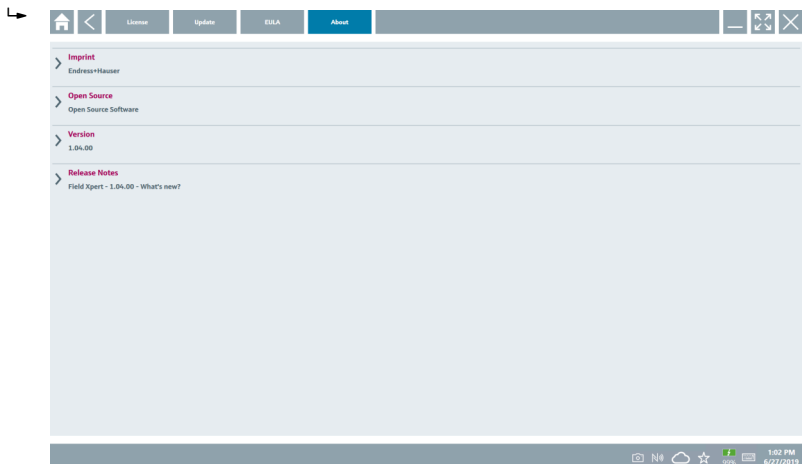 License Update EULA About
Imprint
Endress+Hauser
Open Source
Open Source Software
Version
1.04.00
Release Notes
Field Xpert - 1.04.00 - What's new?
1:02 PM
99% 6/27/2019